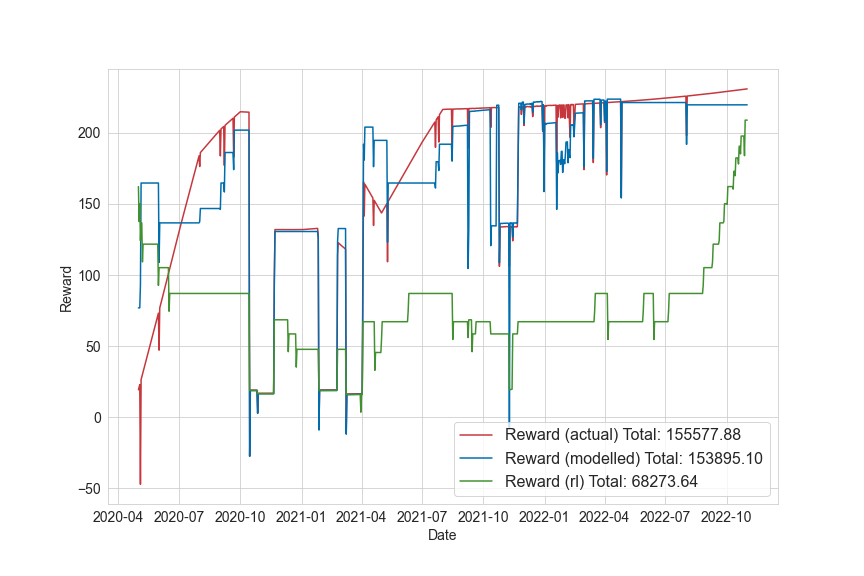 200
150
100
50
0
−50
Reward
2020-04 2020-07 2020-10 2021-01 2021-04 2021-07 2021-10 2022-01 2022-04 2022-07 2022-10
Date
Reward (actual) Total: 155577.88
Reward (modelled) Total: 153895.10
Reward (rl) Total: 68273.64